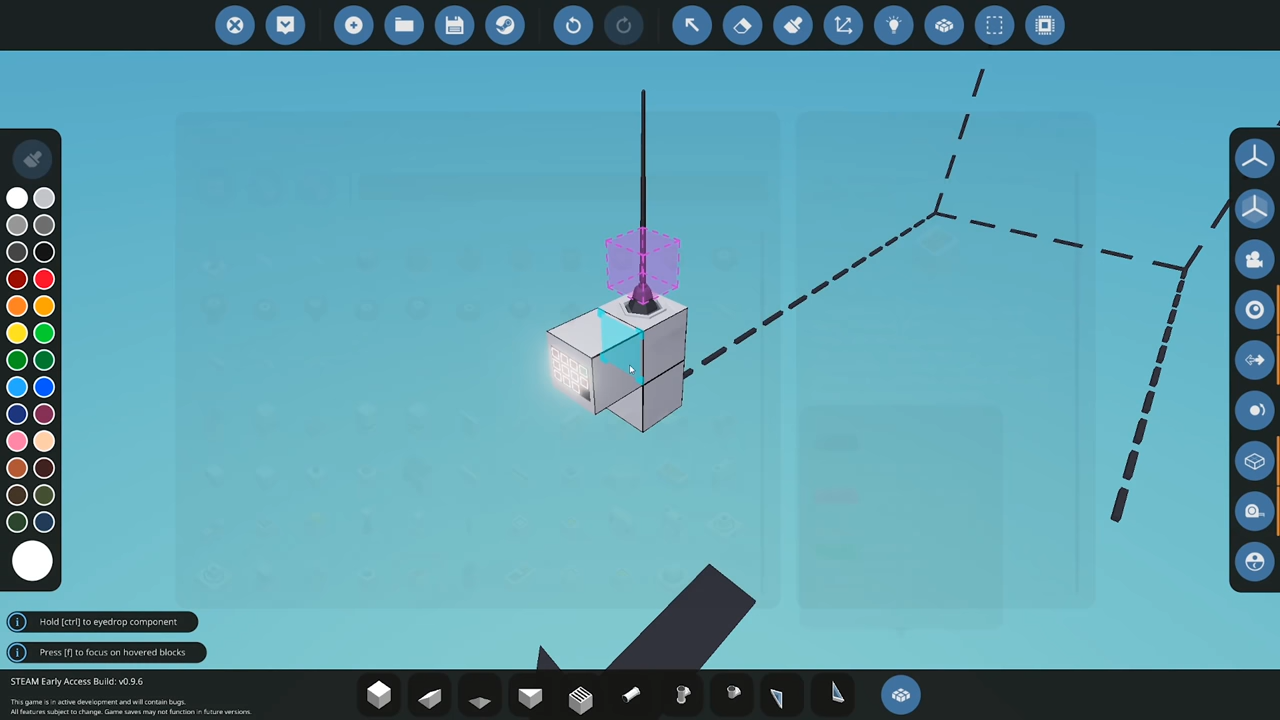 Hold [ctrl] to eyedrop component
Press [f] to focus on hovered blocks
STEAM Early Access Build: v0.9.6
This game is in active development and will contain bugs.
All features subject to change. Game saves may not function in future versions.